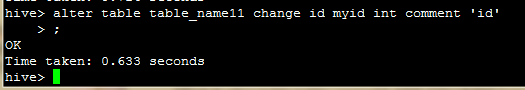 hive> alter table table_name11 change id myid int comment 'id'
    > ;
OK
Time taken: 0.633 seconds
hive>